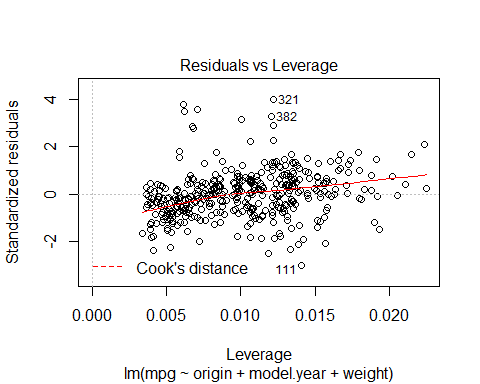 Residuals vs Leverage
Standardized residuals
4
2
0
-2
321
382
111
Cook's distance
0.000 0.005 0.010 0.015 0.020
Leverage
lm(mpg ~ origin + model.year + weight)